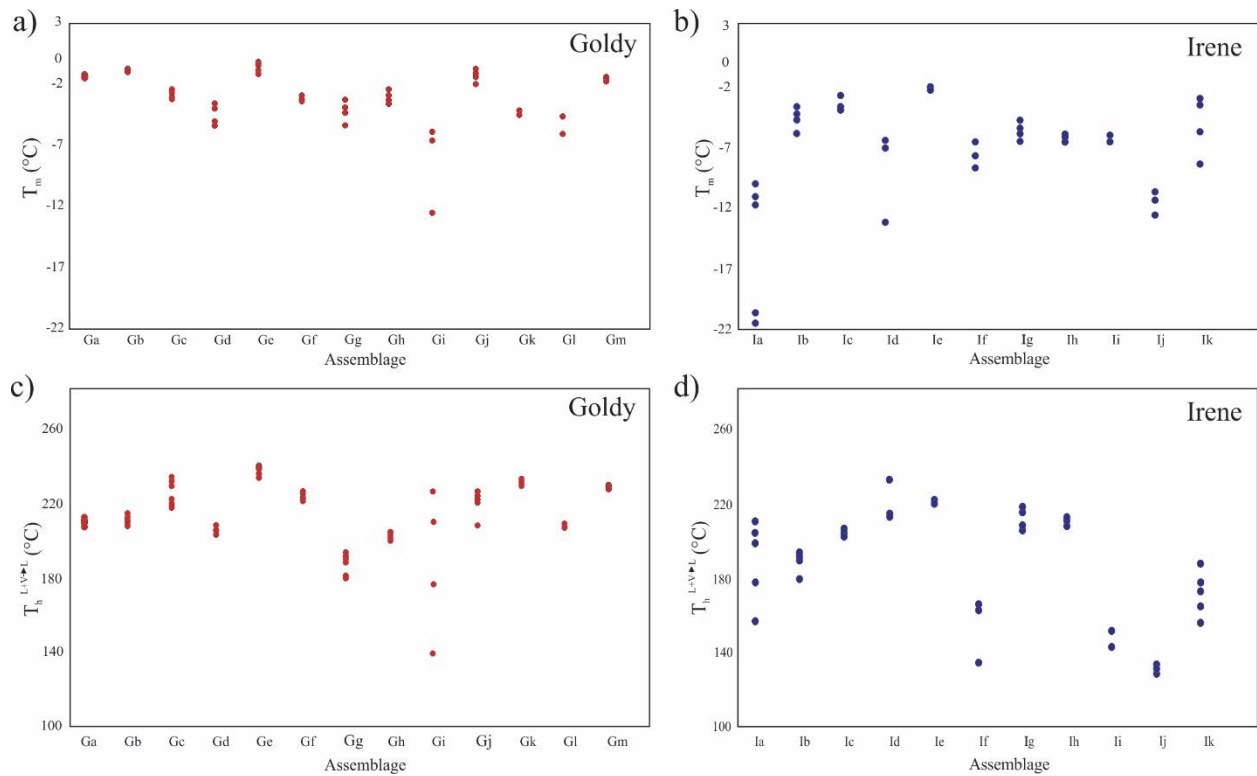 a)
Goldy
3
0
-2
-7
-12
-17
-22
Tm (°C)
Ga Gb Gc Gd Ge Gf Gg Gh Gi Gj Gk Gl Gm
Assemblage
b)
Irene
3
0
-2
-7
-12
-17
-22
Tm (°C)
Ia Ib Ic Id Ie If Ig Ih Ii Ij Ik
Assemblage
c)
Goldy
260
220
180
140
100
Th L+V→L (°C)
Ga Gb Gc Gd Ge Gf Gg Gh Gi Gj Gk Gl Gm
Assemblage
d)
Irene
260
220
180
140
100
Th L+V→L (°C)
Ia Ib Ic Id Ie If Ig Ih Ii Ij Ik
Assemblage